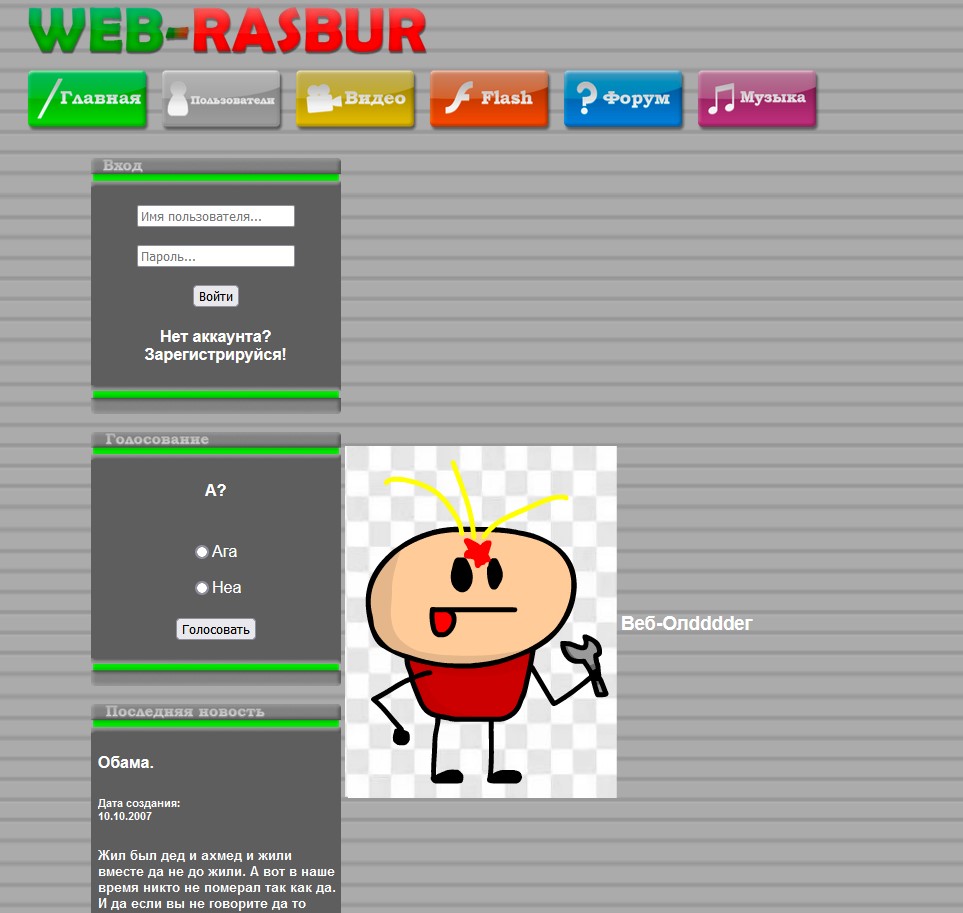 WEB-RASBUR
Главная
Пользователи
Видео
Flash
Форум
Музыка
Вход
Имя пользователя...
Пароль...
Войти
Нет аккаунта?
Зарегистрируйся!
Голосование
А?
Ага
Неа
Голосовать
Веб-Олdddder
Последняя новость
Обама.
Дата создания:
10.10.2007
Жил был дед и ахмед и жили
вместе да не до жили. А вот в наше
время никто не померал так как да.
И да если вы не говорите да то